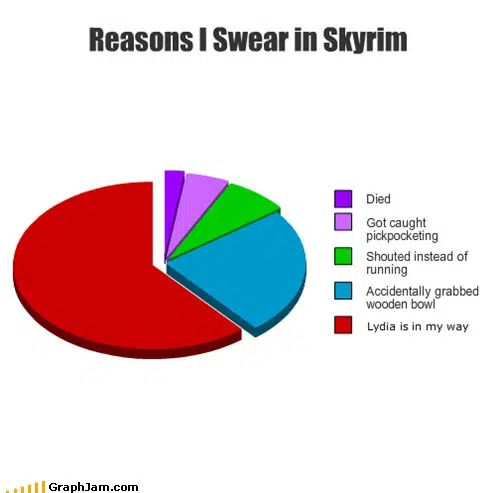 Reasons I Swear in Skyrim
Died
Got caught
pickpocketing
Shouted instead of
running
Accidentally grabbed
wooden bowl
Lydia is in my way
GraphJam.com